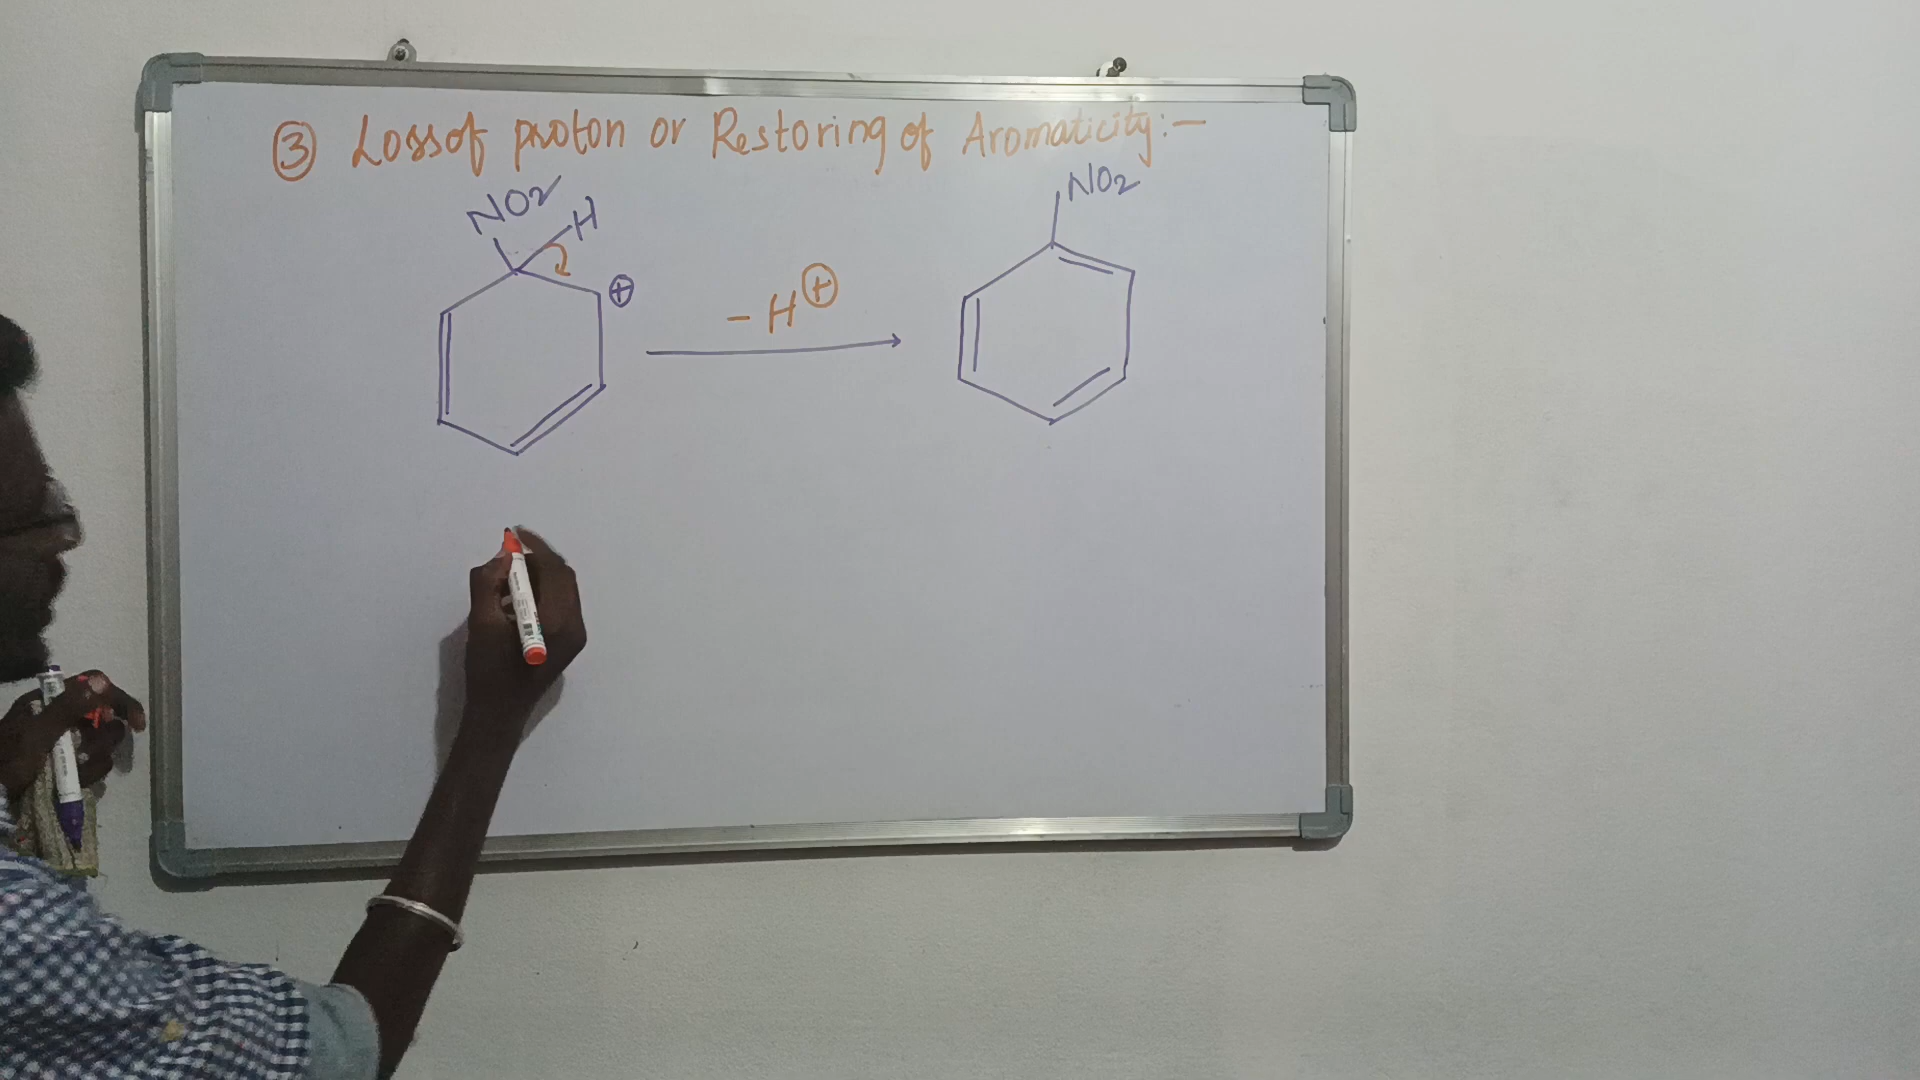 ③ Loss of proton or Restoring of Aromaticity:-
NO2
H
⊕
- H⊕
NO2